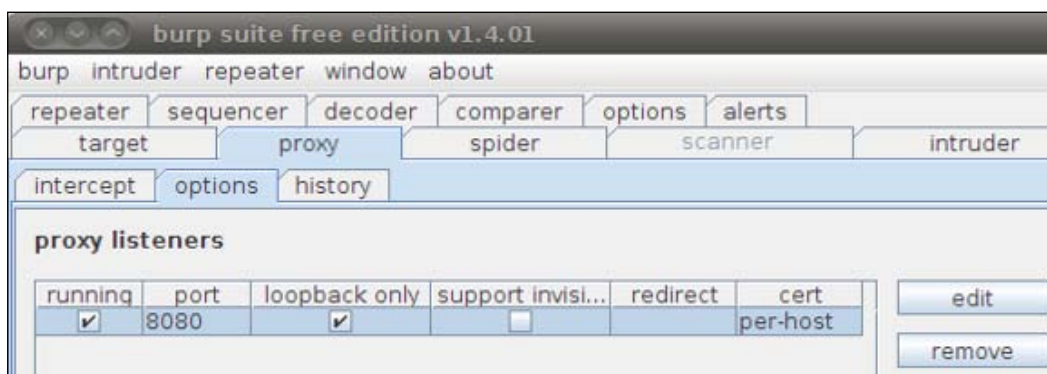 burp suite free edition v1.4.01
burp intruder repeater window about
repeater sequencer decoder comparer options alerts
target proxy spider scanner intruder
intercept options history
proxy listeners
running port loopback only support invisi... redirect cert
8080 per-host
edit
remove